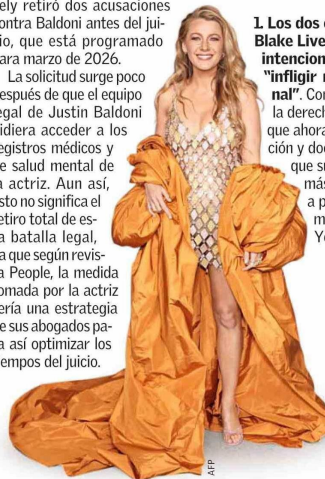 ely retiró dos acusaciones
ontra Baldoni antes del jui-
io, que está programado
ara marzo de 2026.
La solicitud surge poco
espués de que el equipo
egal de Justin Baldoni
idiera acceder a los
egistros médicos y
e salud mental de
a actriz. Aun así,
sto no significa el
etiro total de es-
a batalla legal,
a que según revis-
a People, la medida
omada por la actriz
ería una estrategia
e sus abogados pa-
a así optimizar los
empos del juicio.
AFP
1. Los dos
Blake Live
intencion
"infligir
nal". Co
la derech
que ahora
ción y do
que su
más
a p
m
Y